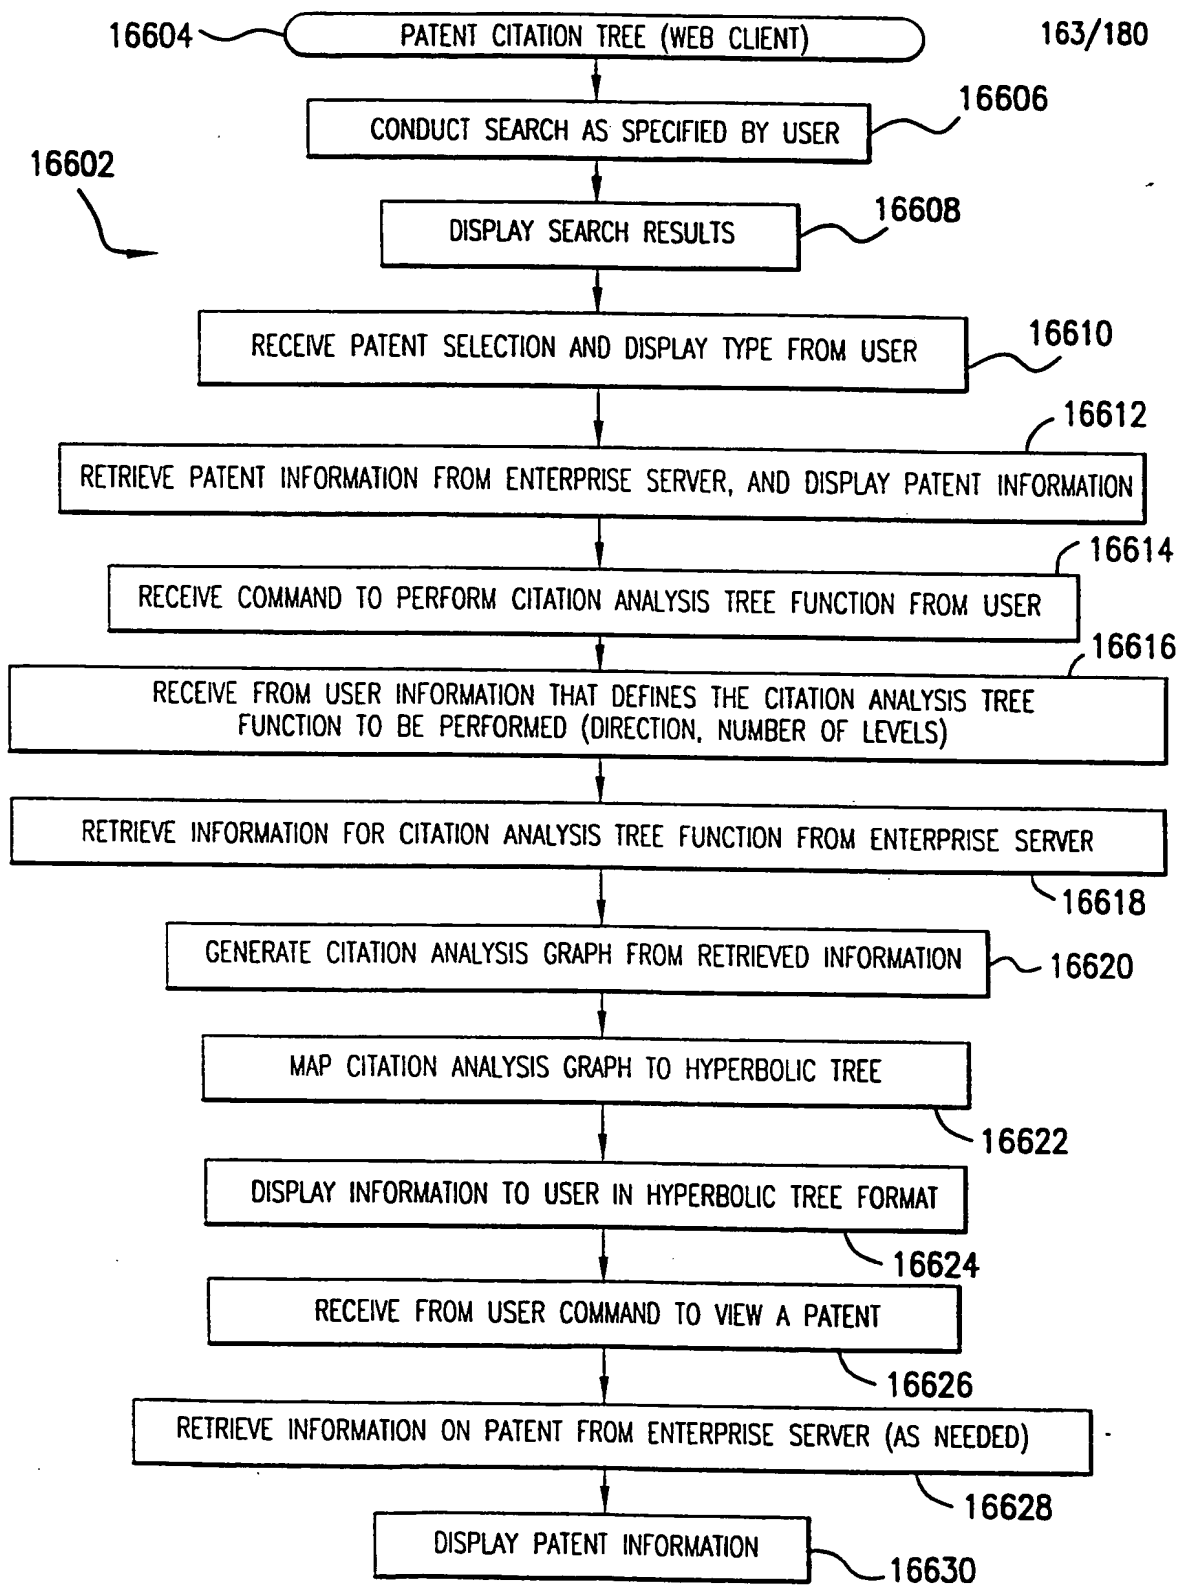 16604
PATENT CITATION TREE (WEB CLIENT)
163/180
16606
CONDUCT SEARCH AS SPECIFIED BY USER
16602
16608
DISPLAY SEARCH RESULTS
16610
RECEIVE PATENT SELECTION AND DISPLAY TYPE FROM USER
16612
RETRIEVE PATENT INFORMATION FROM ENTERPRISE SERVER, AND DISPLAY PATENT INFORMATION
16614
RECEIVE COMMAND TO PERFORM CITATION ANALYSIS TREE FUNCTION FROM USER
16616
RECEIVE FROM USER INFORMATION THAT DEFINES THE CITATION ANALYSIS TREE
FUNCTION TO BE PERFORMED (DIRECTION, NUMBER OF LEVELS)
RETRIEVE INFORMATION FOR CITATION ANALYSIS TREE FUNCTION FROM ENTERPRISE SERVER
16618
GENERATE CITATION ANALYSIS GRAPH FROM RETRIEVED INFORMATION
16620
MAP CITATION ANALYSIS GRAPH TO HYPERBOLIC TREE
16622
DISPLAY INFORMATION TO USER IN HYPERBOLIC TREE FORMAT
16624
RECEIVE FROM USER COMMAND TO VIEW A PATENT
16626
RETRIEVE INFORMATION ON PATENT FROM ENTERPRISE SERVER (AS NEEDED)
16628
DISPLAY PATENT INFORMATION
16630